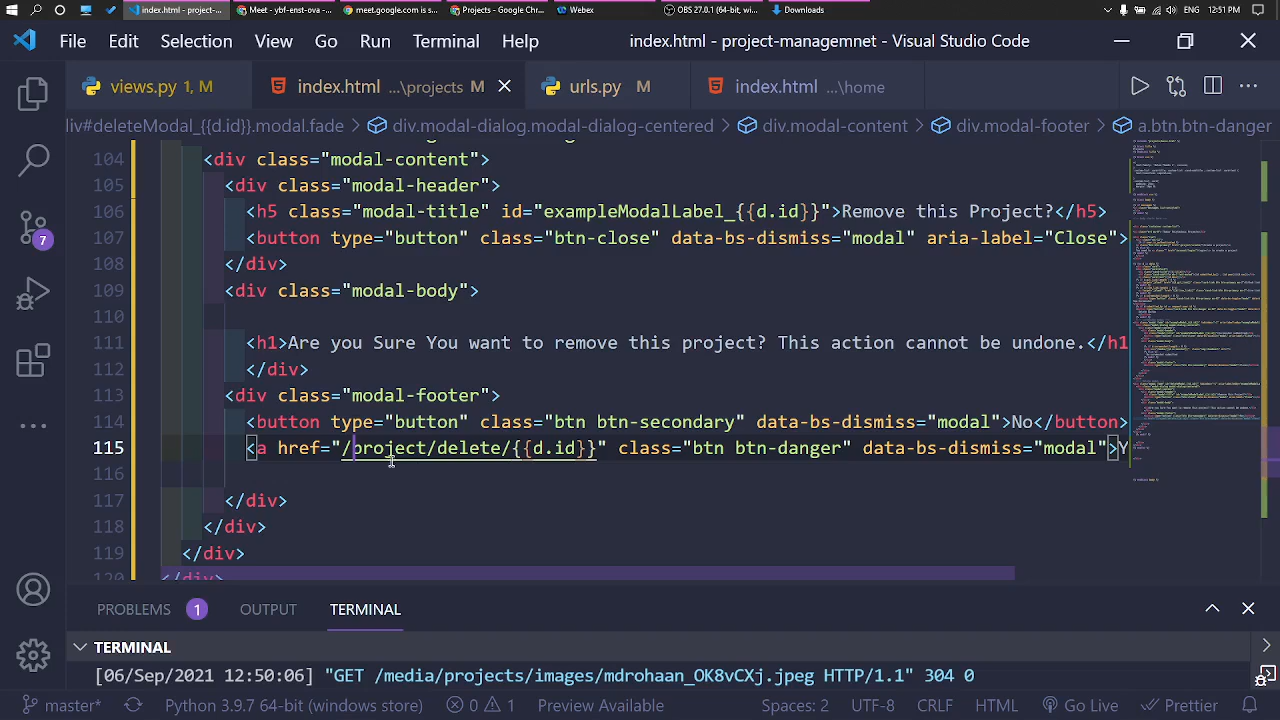 index.html - project-...
Meet - ybf-enst-ova ...
meet.google.com is s...
Projects - Google Chr...
Webex
OBS 29.0.0 (64-bit, wi...
Downloads
12:51 PM
File Edit Selection View Go Run Terminal Help
index.html - project-managemnet - Visual Studio Code
views.py 1, M
index.html ...\projects M
urls.py M
index.html ...\home
liv#deleteModal_{{d.id}}.modal.fade > div.modal-dialog.modal-dialog-centered > div.modal-content > div.modal-footer > a.btn.btn-danger
104 <div class="modal-content">
105 <div class="modal-header">
106 <h5 class="modal-title" id="exampleModalLabel_{{d.id}}">Remove this Project?</h5>
107 <button type="button" class="btn-close" data-bs-dismiss="modal" aria-label="Close">
108 </div>
109 <div class="modal-body">
110
111 <h1>Are you Sure You want to remove this project? This action cannot be undone.</h1
112 </div>
113 <div class="modal-footer">
114 <button type="button" class="btn btn-secondary" data-bs-dismiss="modal">No</button>
115 <a href="/project/delete/{{d.id}}" class="btn btn-danger" data-bs-dismiss="modal">Y
116
117 </div>
118 </div>
119 </div>
120 </div>
7
PROBLEMS 1 OUTPUT TERMINAL
TERMINAL
[06/Sep/2021 12:50:06] "GET /media/projects/images/mdrohaan_OK8vCXj.jpeg HTTP/1.1" 304 0
master* Python 3.9.7 64-bit (windows store) 0 1 Preview Available Spaces: 2 UTF-8 CRLF HTML Go Live Prettier